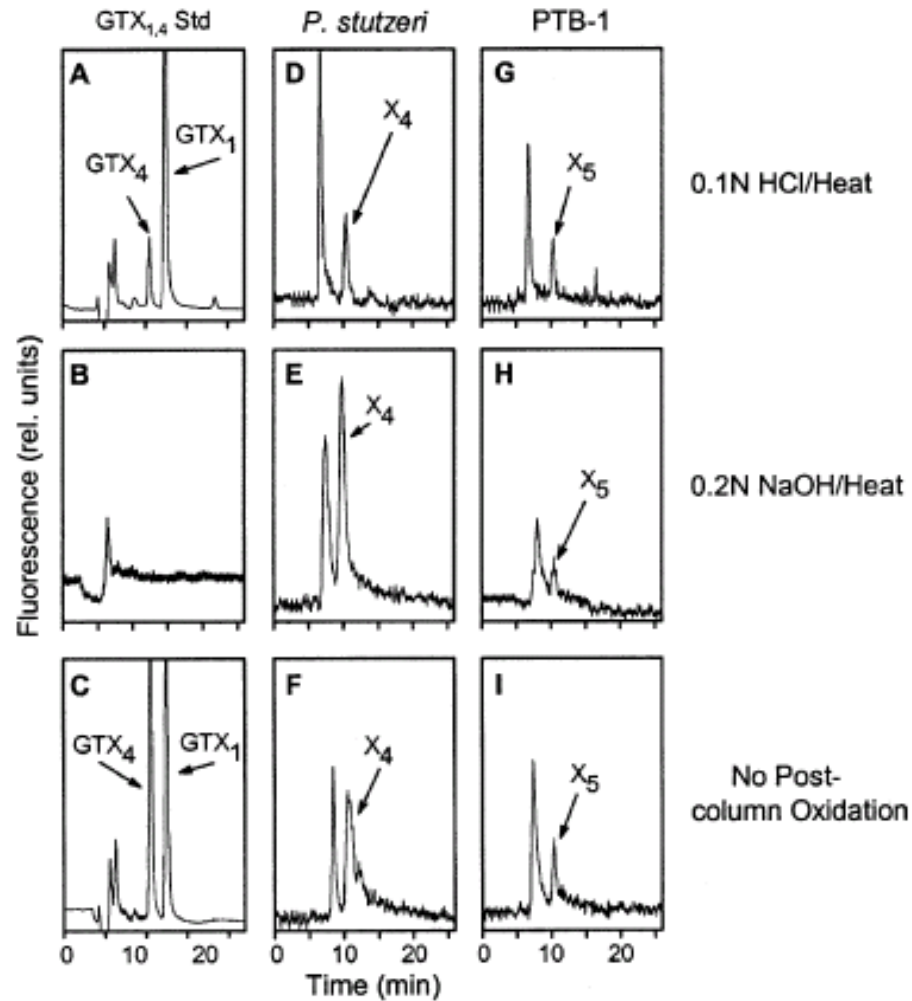 GTX1,4 Std P. stutzeri PTB-1
A
GTX4
GTX1
D
X4
G
X5
0.1N HCl/Heat
B
E
X4
H
X5
0.2N NaOH/Heat
C
GTX4
GTX1
F
X4
I
X5
No Post-
column Oxidation
Fluorescence (rel. units)
0 10 20 0 10 20 0 10 20
Time (min)